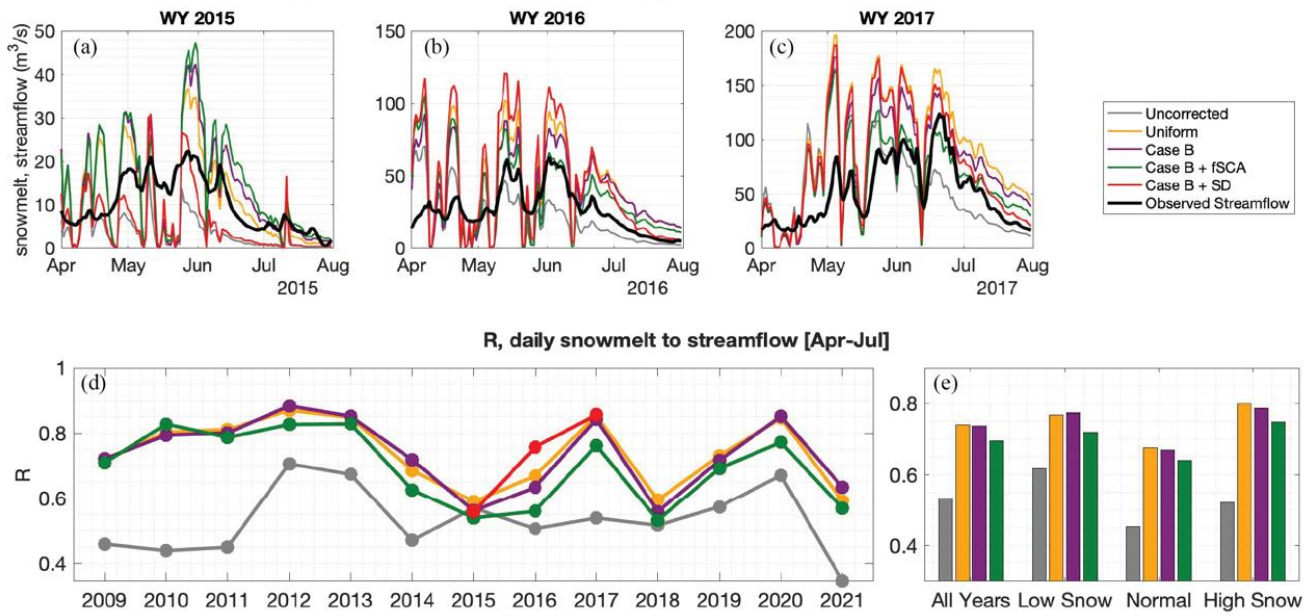 WY 2015
WY 2016
WY 2017
snowmelt, streamflow (m³/s)
(a)
50
40
30
20
10
0
Apr May Jun Jul Aug
2015
(b)
150
100
50
0
Apr May Jun Jul Aug
2016
(c)
200
150
100
50
0
Apr May Jun Jul Aug
2017
Uncorrected
Uniform
Case B
Case B + fSCA
Case B + SD
Observed Streamflow
R, daily snowmelt to streamflow [Apr-Jul]
(d)
R
1
0.8
0.6
0.4
2009 2010 2011 2012 2013 2014 2015 2016 2017 2018 2019 2020 2021
(e)
0.8
0.6
0.4
All Years Low Snow Normal High Snow